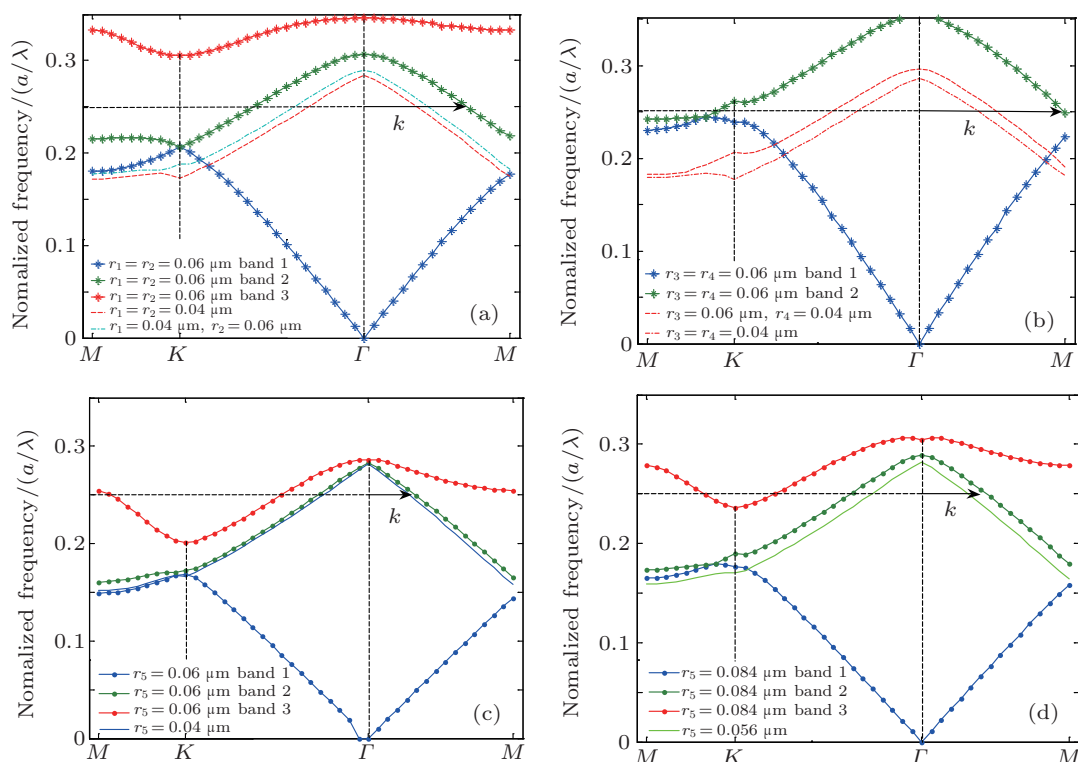 Nomalized frequency/(a/λ)
0.3
0.2
0.1
0
k
r₁=r₂=0.06 µm band 1
r₁=r₂=0.06 µm band 2
r₁=r₂=0.06 µm band 3
r₁=r₂=0.04 µm
r₁=0.04 µm, r₂=0.06 µm
(a)
M K Γ M
Nomalized frequency/(a/λ)
0.3
0.2
0.1
0
k
r₃=r₄=0.06 µm band 1
r₃=r₄=0.06 µm band 2
r₃=0.06 µm, r₄=0.04 µm
r₃=r₄=0.04 µm
(b)
M K Γ M
Nomalized frequency/(a/λ)
0.3
0.2
0.1
0
k
r₅=0.06 µm band 1
r₅=0.06 µm band 2
r₅=0.06 µm band 3
r₅=0.04 µm
(c)
M K Γ M
Nomalized frequency/(a/λ)
0.3
0.2
0.1
0
k
r₅=0.084 µm band 1
r₅=0.084 µm band 2
r₅=0.084 µm band 3
r₅=0.056 µm
(d)
M K Γ M